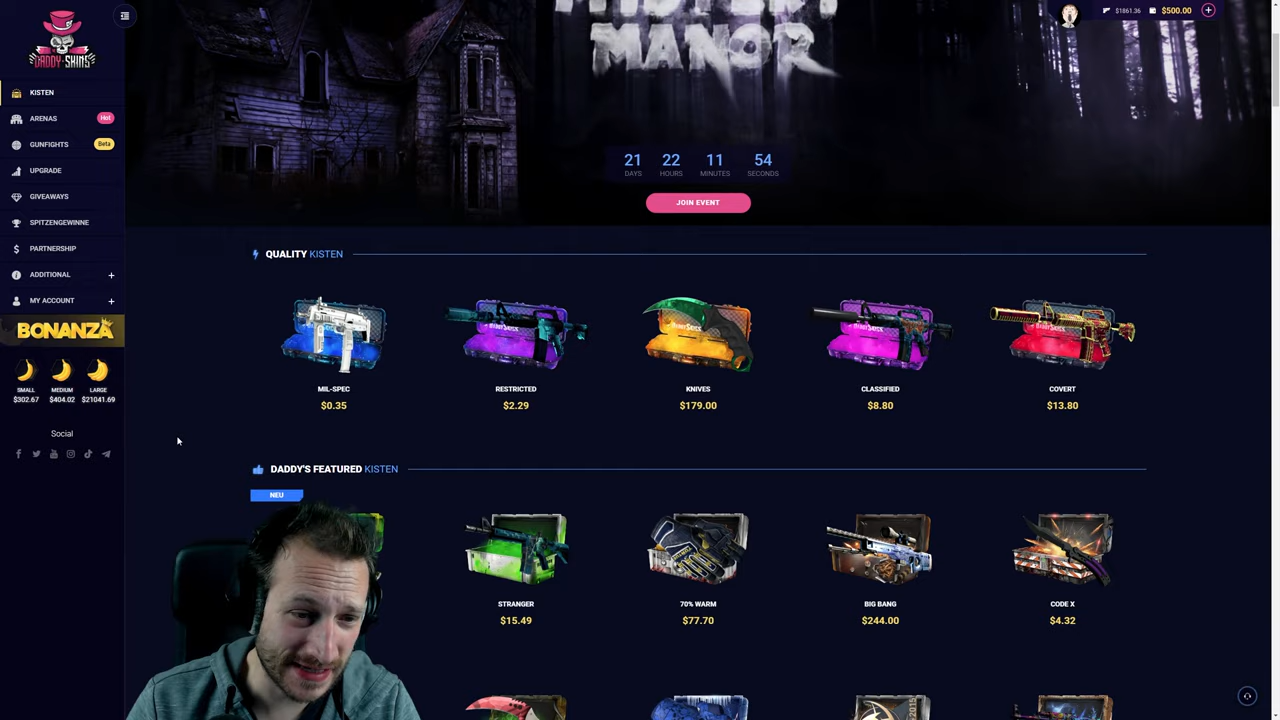 MANOR
$1861.36
$500.00
DADDY SKINS
KISTEN
ARENAS
Hot
GUNFIGHTS
Beta
UPGRADE
GIVEAWAYS
SPITZENGEWINNE
PARTNERSHIP
ADDITIONAL
MY ACCOUNT
BONANZA
SMALL
MEDIUM
LARGE
$302.67
$404.02
$21041.69
Social
21 22 11 54
DAYS HOURS MINUTES SECONDS
JOIN EVENT
QUALITY KISTEN
MIL-SPEC
RESTRICTED
KNIVES
CLASSIFIED
COVERT
$0.35
$2.29
$179.00
$8.80
$13.80
DADDY'S FEATURED KISTEN
NEU
STRANGER
70% WARM
BIG BANG
CODE X
$15.49
$77.70
$244.00
$4.32